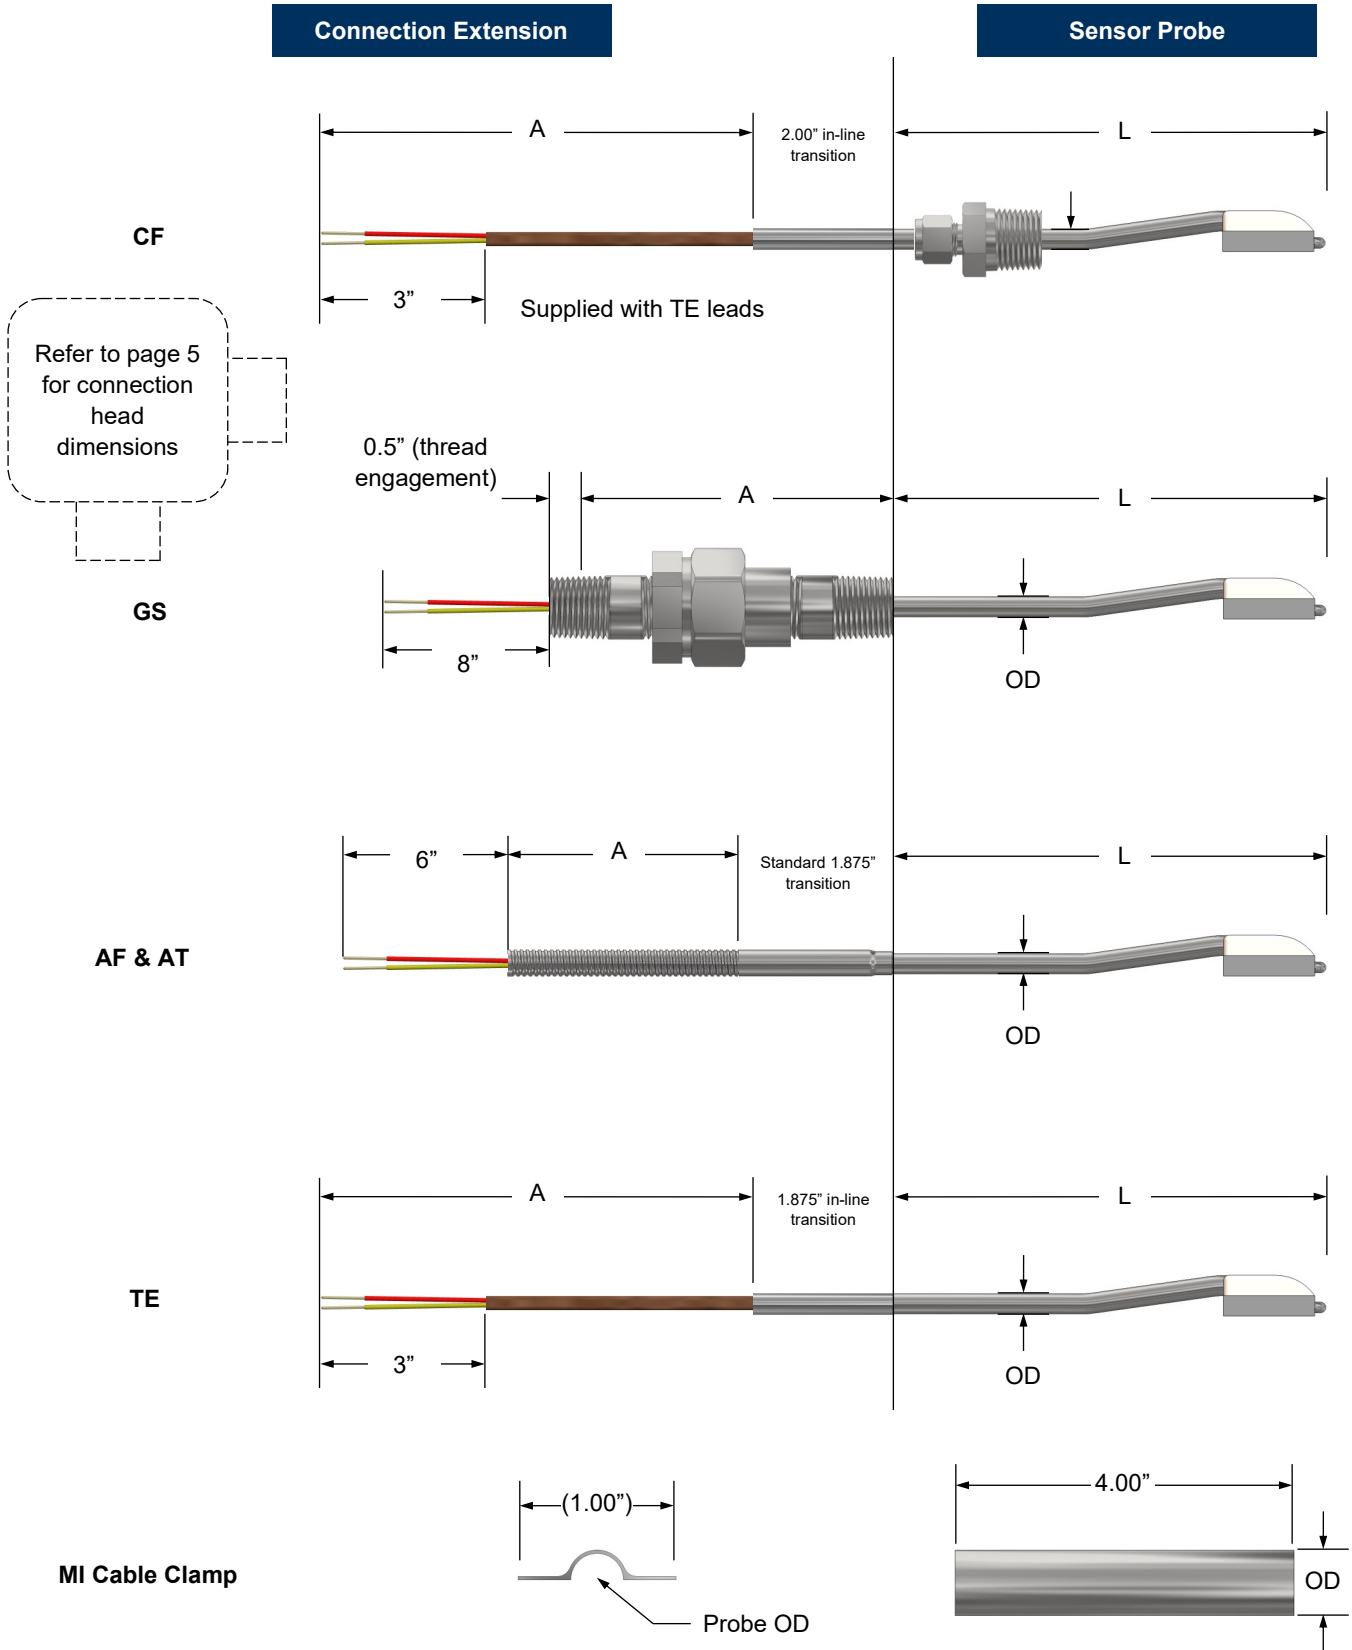 Connection Extension
Sensor Probe
A
2.00” in-line
transition
L
CF
3”
Supplied with TE leads
Refer to page 5
for connection
head
dimensions
0.5” (thread
engagement)
A
L
GS
8”
OD
6”
A
Standard 1.875”
transition
L
AF & AT
OD
A
1.875” in-line
transition
L
TE
3”
OD
(1.00”)
4.00”
MI Cable Clamp
OD
Probe OD